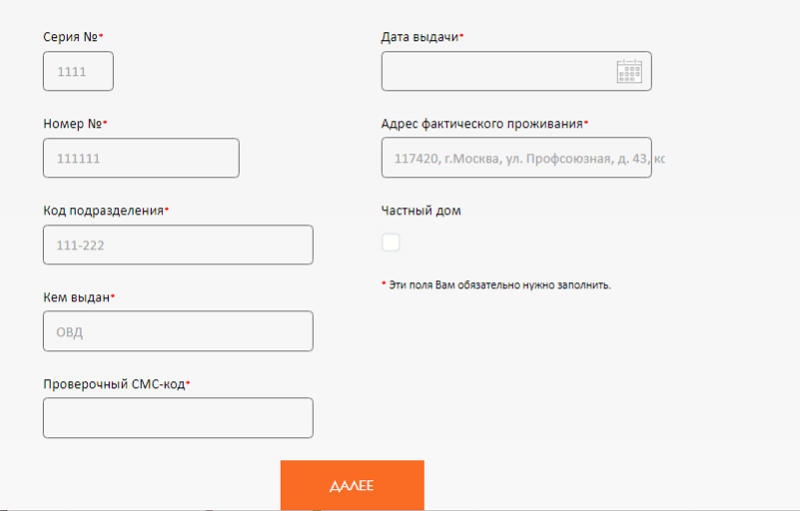 Серия №*
1111
Номер №*
111111
Код подразделения*
111-222
Кем выдан*
ОВД
Проверочный СМС-код*
Дата выдачи*
Адрес фактического проживания*
117420, г.Москва, ул. Профсоюзная, д. 43,
Частный дом
* Эти поля Вам обязательно нужно заполнить.
ДАЛЕЕ